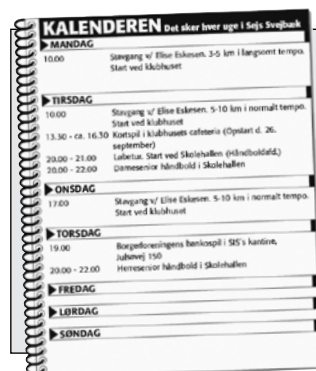 KALENDEREN Det sker hver uge i Sejs Svejbæk
MANDAG
10.00 Stavgang v/ Elise Eskesen. 3-5 km i langsomt tempo.
Start ved klubhuset
TIRSDAG
10.00 Stavgang v/ Elise Eskesen. 5-10 km i normalt tempo.
Start ved klubhuset
13.30 - ca. 16.30 Kortspil i klubhusets cafeteria (Opstart d. 26.
september)
20.00 - 21.00 Løbetur. Start ved Skolehallen (Håndboldafd.)
20.00 - 22.00 Damesenior håndbold i Skolehallen
ONSDAG
17.00 Stavgang v/ Elise Eskesen. 5-10 km i normalt tempo.
Start ved klubhuset
TORSDAG
19.00 Borgerforeningens bankospil i SIS's kantine,
Julsøvej 150
20.00 - 22.00 Herresenior håndbold i Skolehallen
FREDAG
LØRDAG
SØNDAG